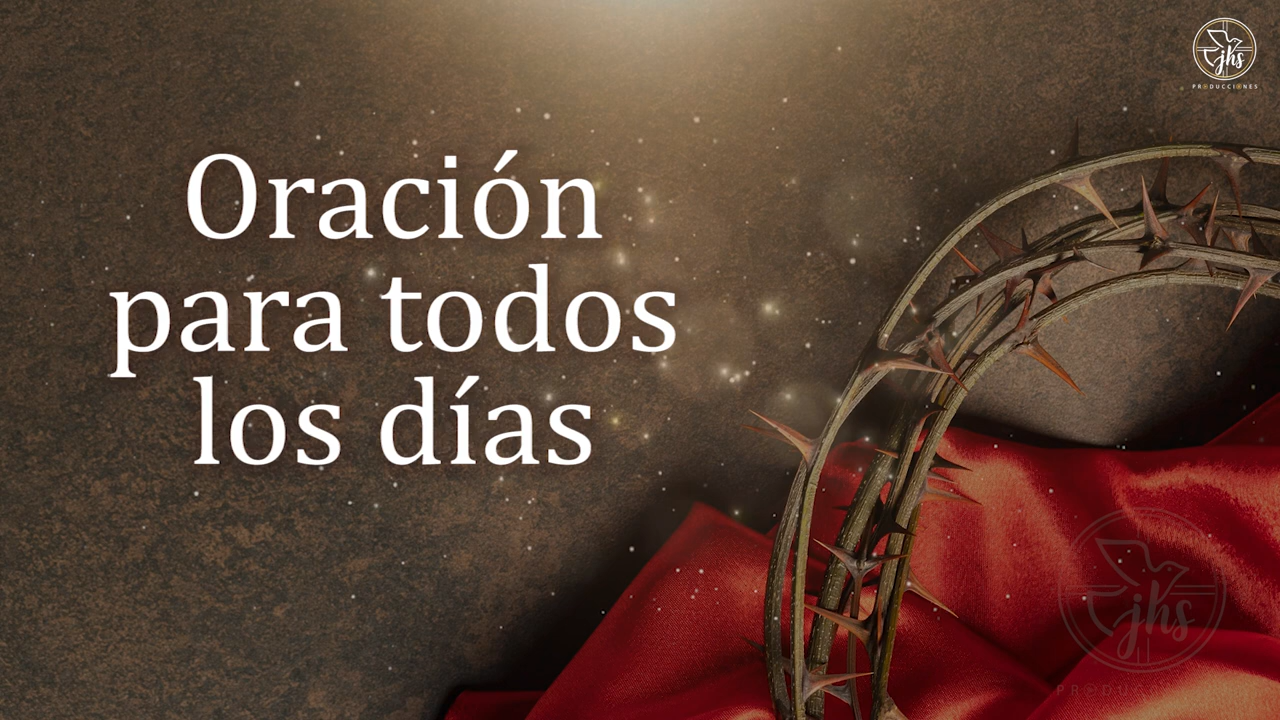 jhs
PRODUCCIONES
Oración
para todos
los días
jhs